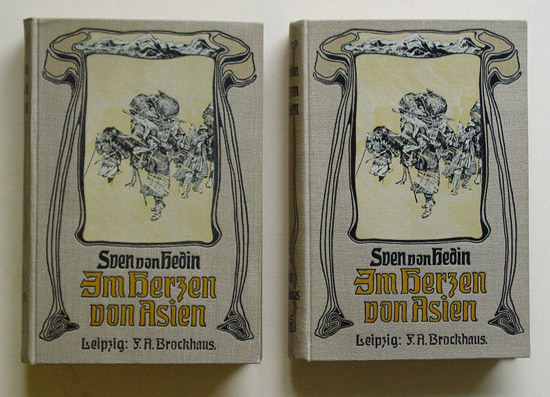 Sven von Hedin
Im Herzen
von Asien
Leipzig: F. A. Brockhaus.
Sven von Hedin
Im Herzen
von Asien
Leipzig: F. A. Brockhaus.